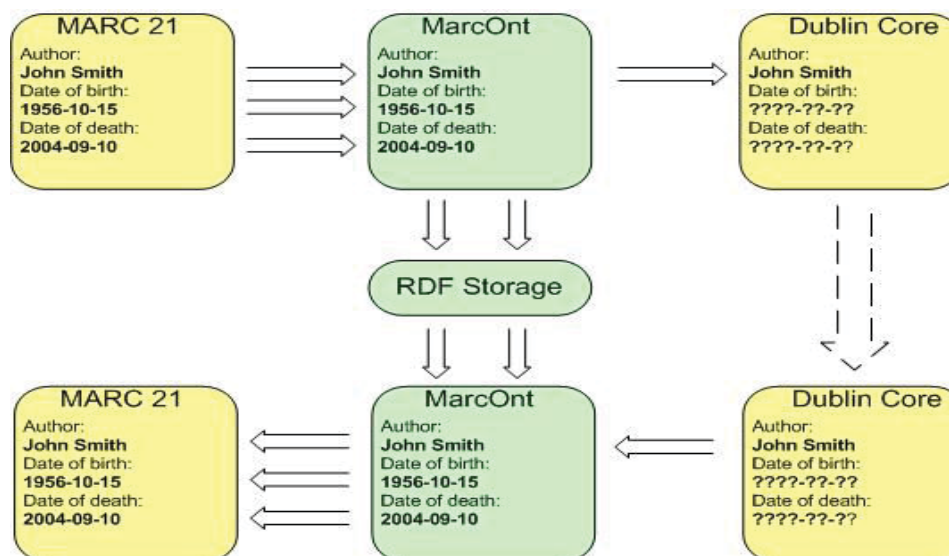 MARC 21
Author:
John Smith
Date of birth:
1956-10-15
Date of death:
2004-09-10
MarcOnt
Author:
John Smith
Date of birth:
1956-10-15
Date of death:
2004-09-10
Dublin Core
Author:
John Smith
Date of birth:
????-??-??
Date of death:
????-??-??
RDF Storage
MARC 21
Author:
John Smith
Date of birth:
1956-10-15
Date of death:
2004-09-10
MarcOnt
Author:
John Smith
Date of birth:
1956-10-15
Date of death:
2004-09-10
Dublin Core
Author:
John Smith
Date of birth:
????-??-??
Date of death:
????-??-??